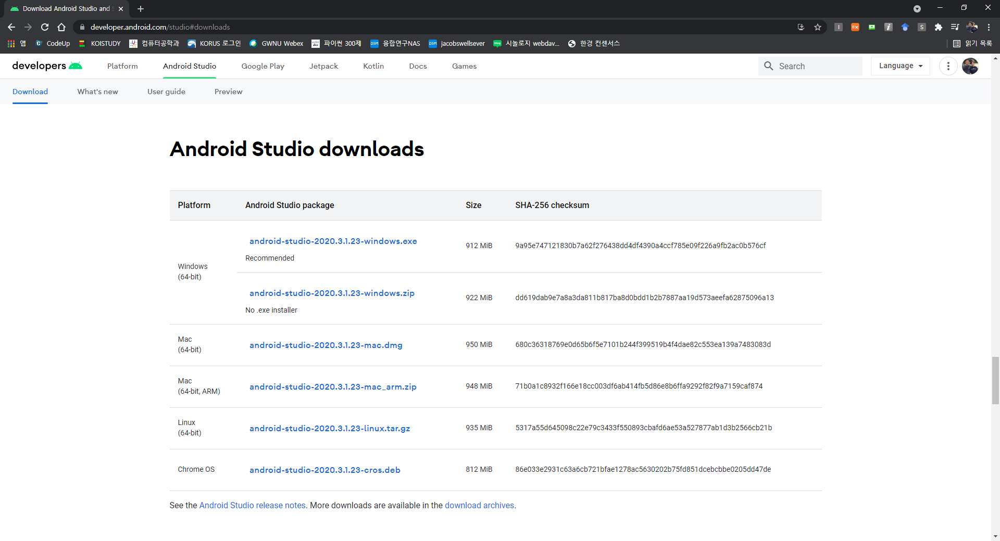 Download Android Studio and
developer.android.com/studio#downloads
앱 CodeUp KOISTUDY 컴퓨터공학과 KORUS 로그인 GWNU Webex 파이썬 300제 융합연구NAS jacobswellsever 시놀로지 webdav... 한경 컨센서스 읽기 목록
developers Platform Android Studio Google Play Jetpack Kotlin Docs Games Search Language
Download What's new User guide Preview
Android Studio downloads
Platform Android Studio package Size SHA-256 checksum
Windows
(64-bit)
android-studio-2020.3.1.23-windows.exe 912 MiB 9a95e747121830b7a62f276438dd4df4390a4ccf785e09f226a9fb2ac0b576cf
Recommended
android-studio-2020.3.1.23-windows.zip 922 MiB dd619dab9e7a8a3da811b817ba8d0bdd1b2b7887aa19d573aeefa62875096a13
No .exe installer
Mac
(64-bit)
android-studio-2020.3.1.23-mac.dmg 950 MiB 680c36318769e0d65b6f5e7101b244f399519b4f4dae82c553ea139a7483083d
Mac
(64-bit, ARM)
android-studio-2020.3.1.23-mac_arm.zip 948 MiB 71b0a1c8932f166e18cc003df6ab414fb5d86e8b6ffa9292f82f9a7159caf874
Linux
(64-bit)
android-studio-2020.3.1.23-linux.tar.gz 935 MiB 5317a55d645098c22e79c3433f550893cbafd6ae53a527877ab1d3b2566cb21b
Chrome OS android-studio-2020.3.1.23-cros.deb 812 MiB 86e033e2931c63a6cb721bfae1278ac5630202b75fd851dcebcbbe0205dd47de
See the Android Studio release notes. More downloads are available in the download archives.